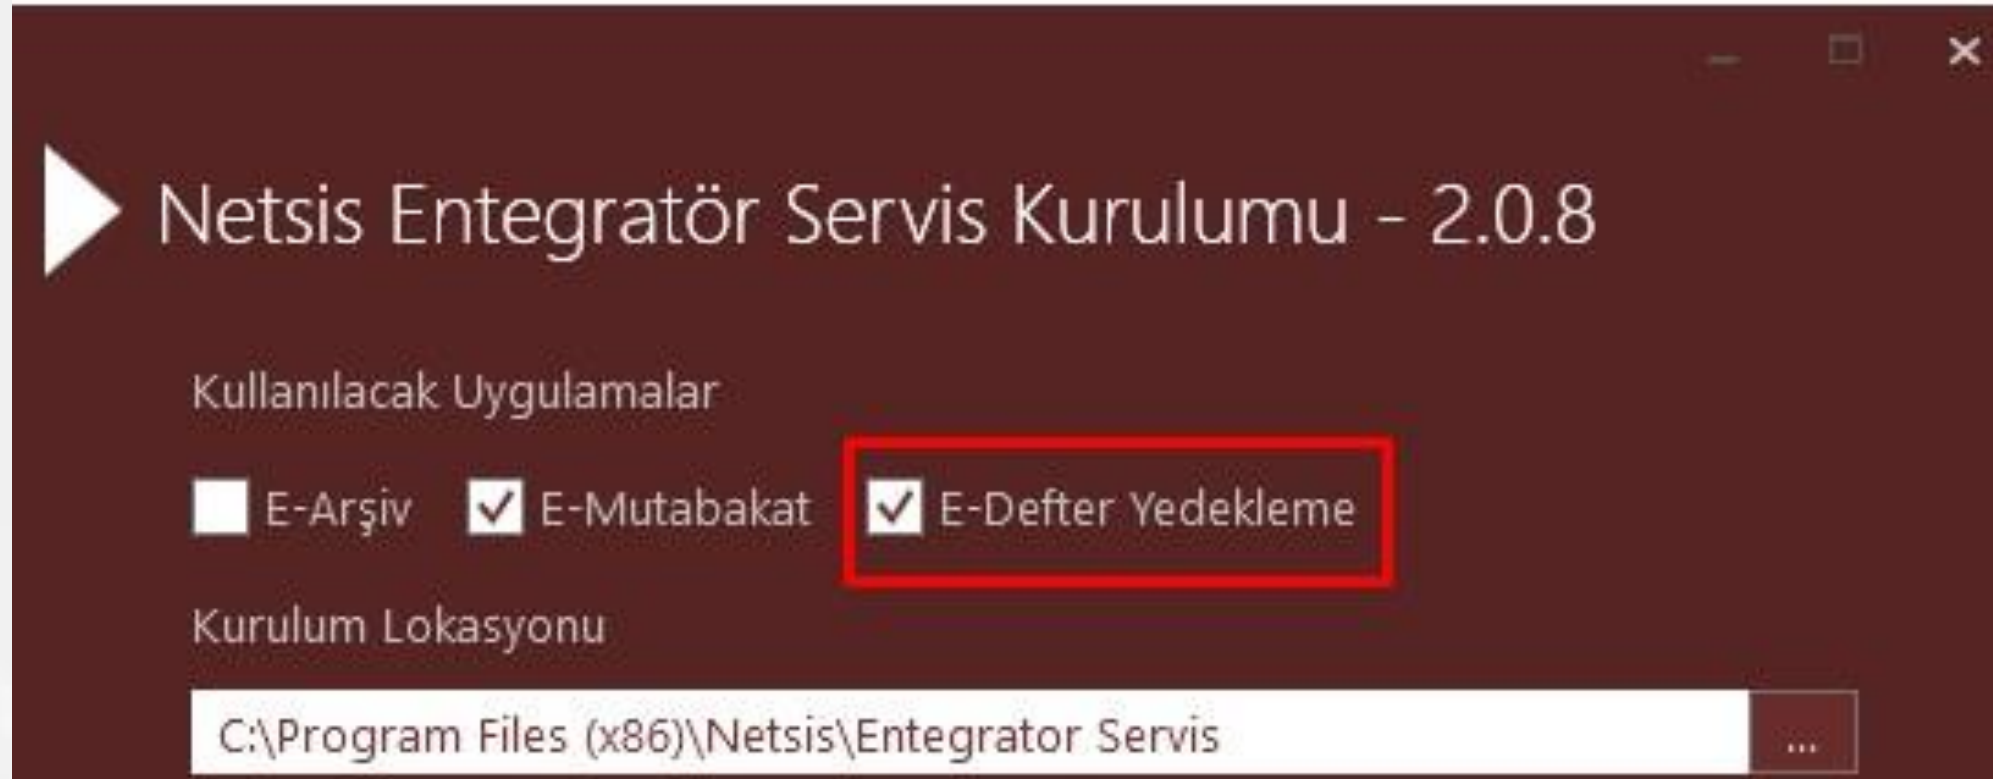 Netsis Entegratör Servis Kurulumu - 2.0.8
Kullanılacak Uygulamalar
E-Arşiv E-Mutabakat E-Defter Yedekleme
Kurulum Lokasyonu
C:\Program Files (x86)\Netsis\Entegrator Servis ...